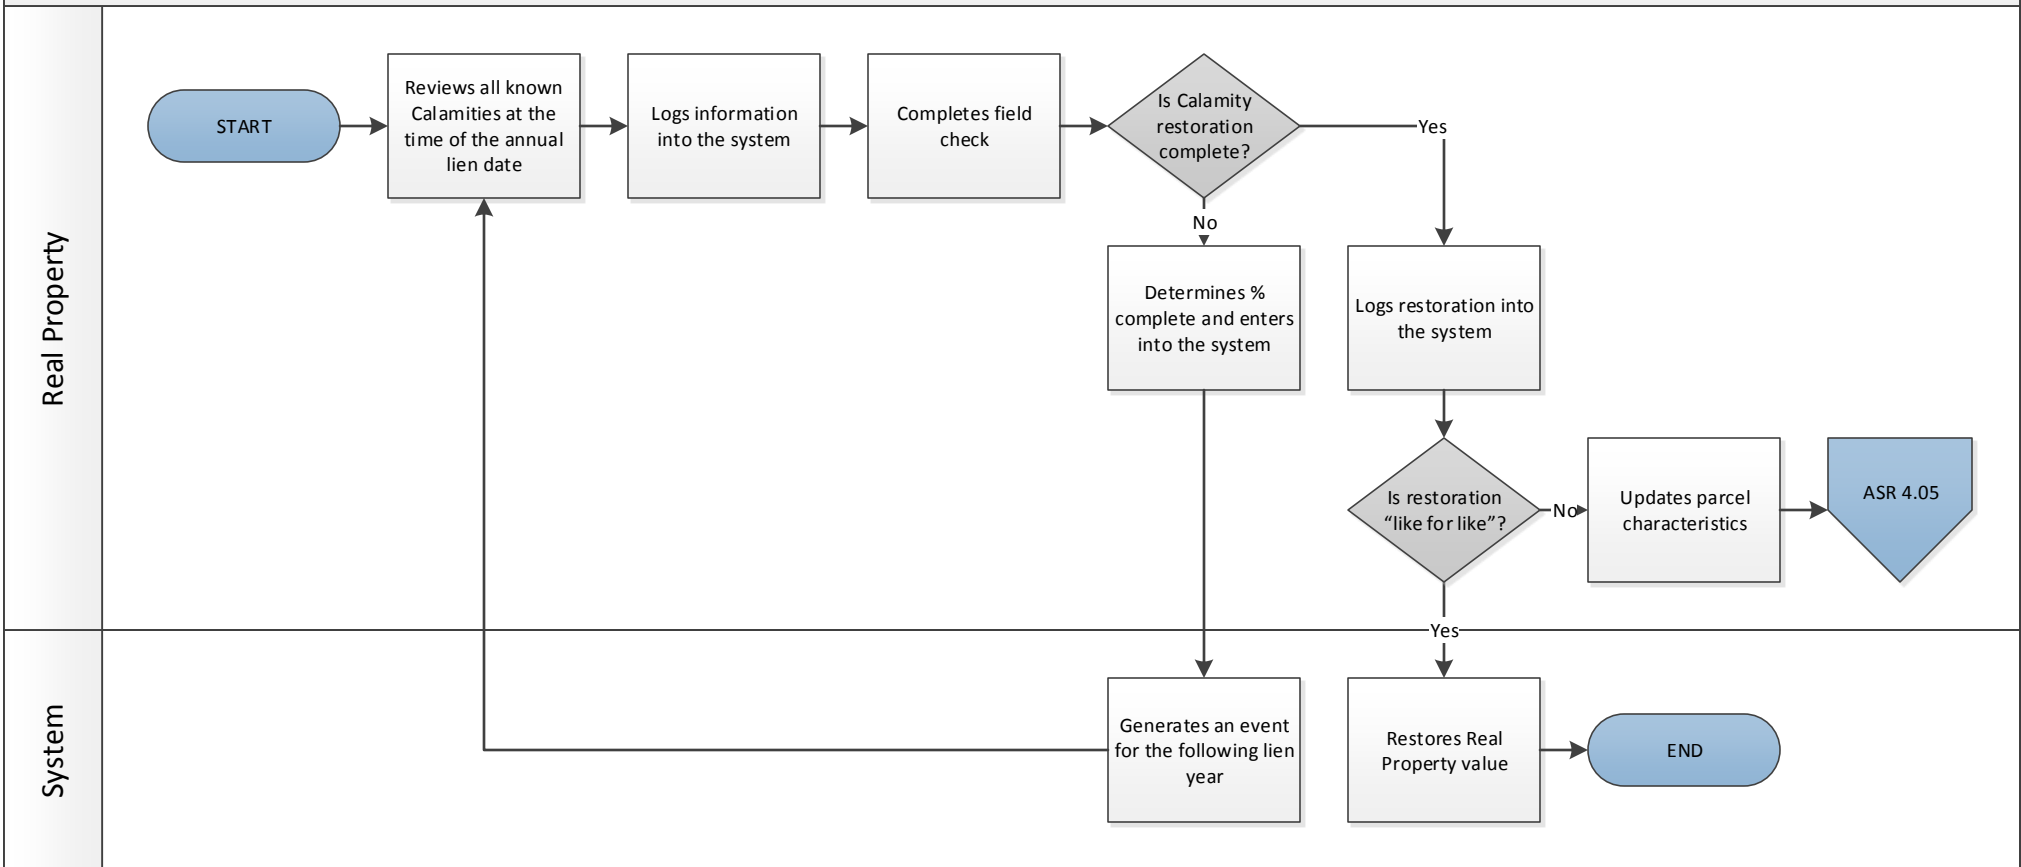 Real Property
START
Reviews all known
Calamities at the
time of the annual
lien date
Logs information
into the system
Completes field
check
Is Calamity
restoration
complete?
Yes
No
Determines %
complete and enters
into the system
Logs restoration into
the system
Is restoration
“like for like”?
No
Updates parcel
characteristics
ASR 4.05
Yes
System
Generates an event
for the following lien
year
Restores Real
Property value
END